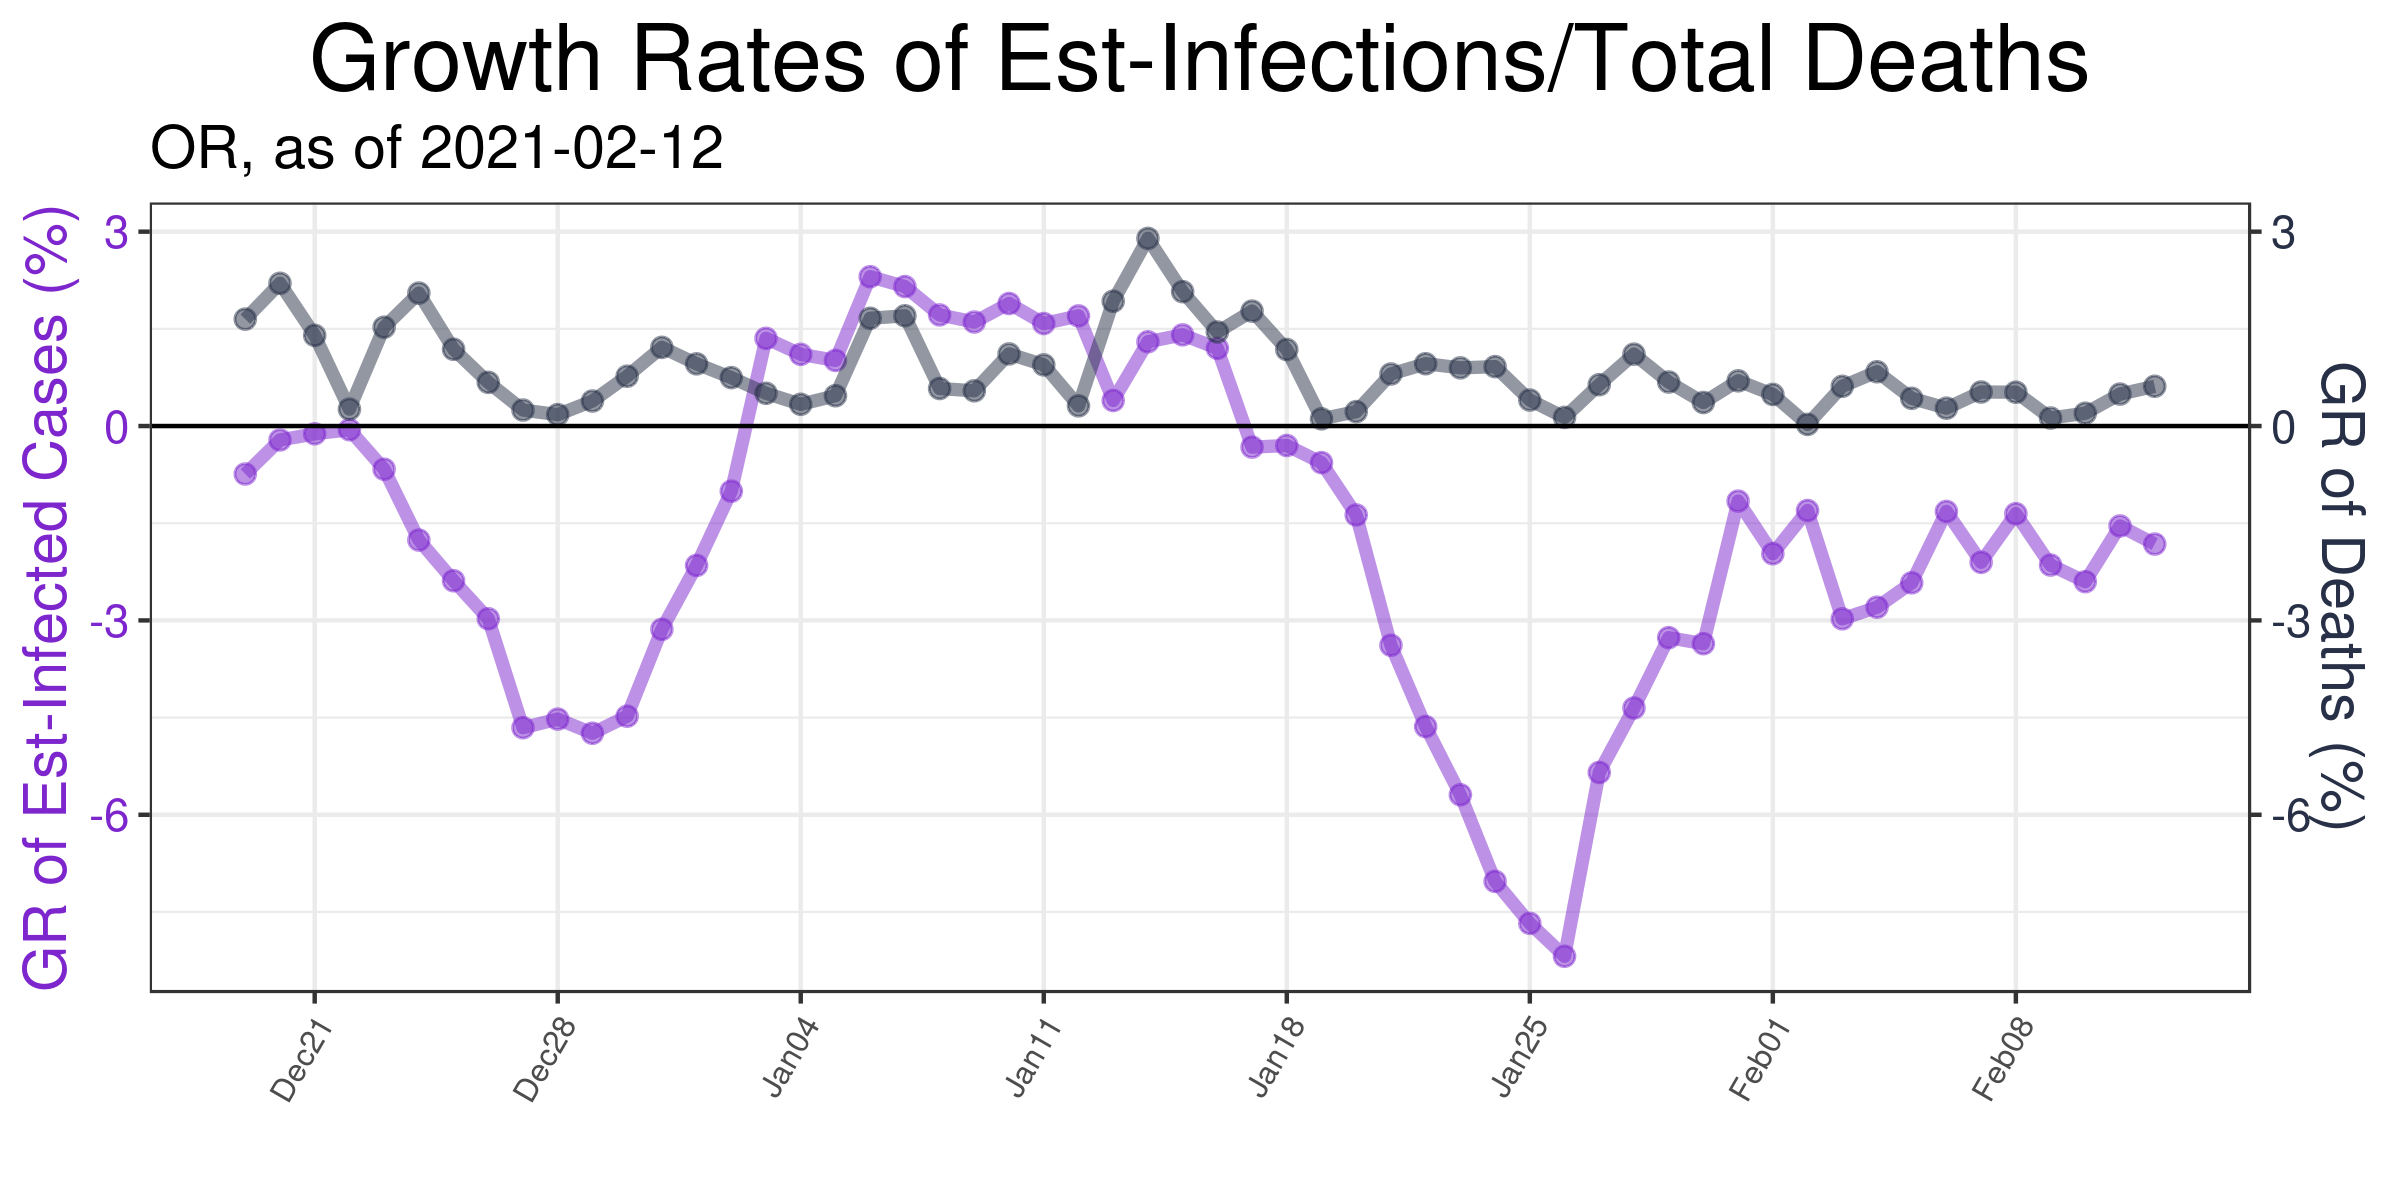 Growth Rates of Est-Infections/Total Deaths
OR, as of 2021-02-12
GR of Est-Infected Cases (%)
3
0
-3
-6
3
0
-3
-6
GR of Deaths (%)
Dec21
Dec28
Jan04
Jan11
Jan18
Jan25
Feb01
Feb08